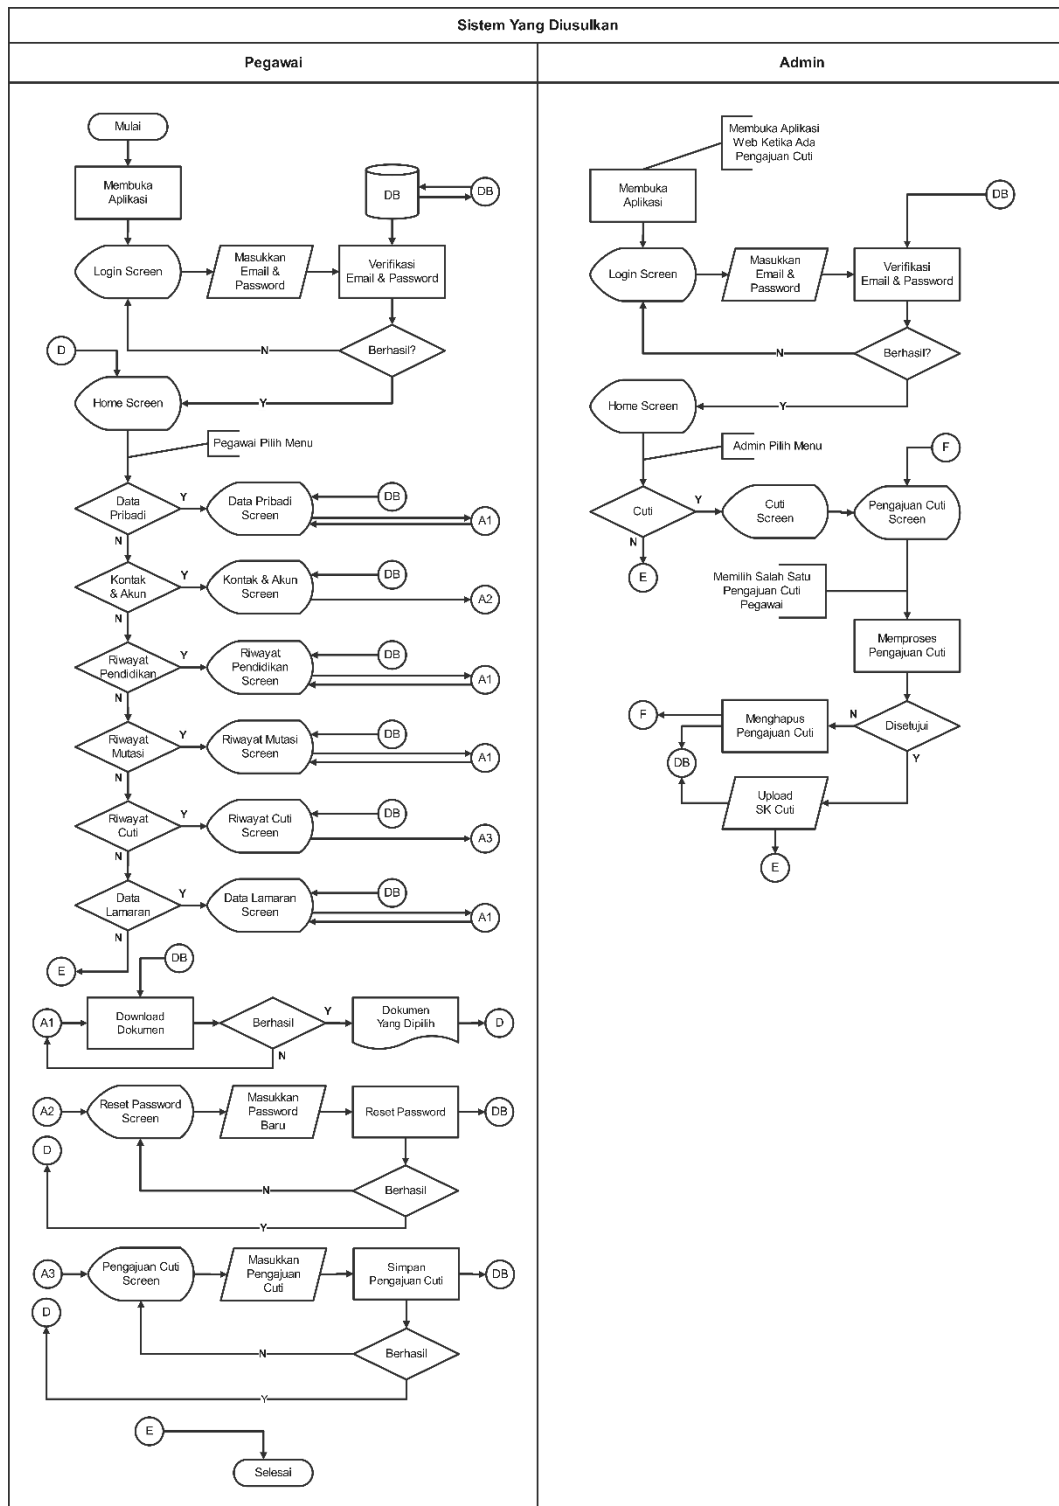 Sistem Yang Diusulkan
Pegawai
Admin
Mulai
Membuka
Aplikasi
DB
DB
Login Screen
Masukkan
Email &
Password
Verifikasi
Email & Password
D
N
Berhasil?
Home Screen
Y
Pegawai Pilih Menu
Data
Pribadi
Y
N
Data Pribadi
Screen
DB
A1
Kontak
& Akun
Y
N
Kontak & Akun
Screen
DB
A2
Riwayat
Pendidikan
Y
N
Riwayat
Pendidikan
Screen
DB
A1
Riwayat
Mutasi
Y
N
Riwayat Mutasi
Screen
DB
A1
Riwayat
Cuti
Y
N
Riwayat Cuti
Screen
DB
A3
Data
Lamaran
Y
N
Data Lamaran
Screen
DB
A1
E
DB
A1
Download
Dokumen
Berhasil
Y
N
Dokumen
Yang Dipilih
D
A2
Reset Password
Screen
Masukkan
Password
Baru
Reset Password
DB
D
N
Berhasil
Y
A3
Pengajuan Cuti
Screen
Masukkan
Pengajuan
Cuti
Simpan
Pengajuan Cuti
DB
D
N
Berhasil
Y
E
Selesai
Membuka Aplikasi
Web Ketika Ada
Pengajuan Cuti
Membuka
Aplikasi
DB
Login Screen
Masukkan
Email &
Password
Verifikasi
Email & Password
N
Berhasil?
Home Screen
Y
Admin Pilih Menu
F
Cuti
Y
N
Cuti
Screen
Pengajuan Cuti
Screen
E
Memilih Salah Satu
Pengajuan Cuti
Pegawai
Memproses
Pengajuan Cuti
F
Menghapus
Pengajuan Cuti
N
Disetujui
Y
DB
Upload
SK Cuti
E